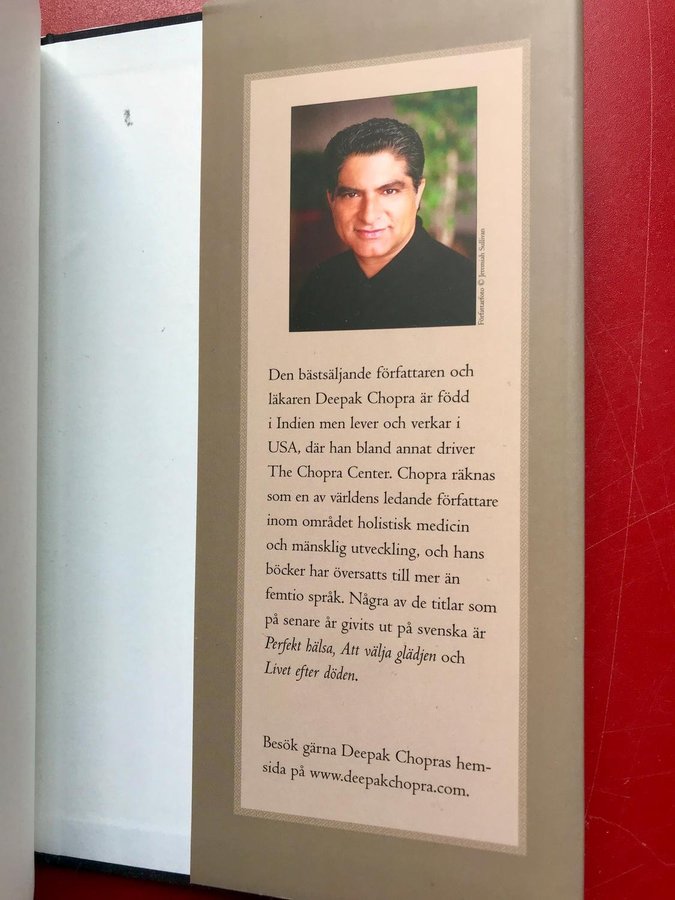 Författarfoto © Jeremiah Sullivan
Den bästsäljande författaren och
läkaren Deepak Chopra är född
i Indien men lever och verkar i
USA, där han bland annat driver
The Chopra Center. Chopra räknas
som en av världens ledande författare
inom området holistisk medicin
och mänsklig utveckling, och hans
böcker har översatts till mer än
femtio språk. Några av de titlar som
på senare år givits ut på svenska är
Perfekt hälsa, Att välja glädjen och
Livet efter döden.
Besök gärna Deepak Chopras hem-
sida på www.deepakchopra.com.